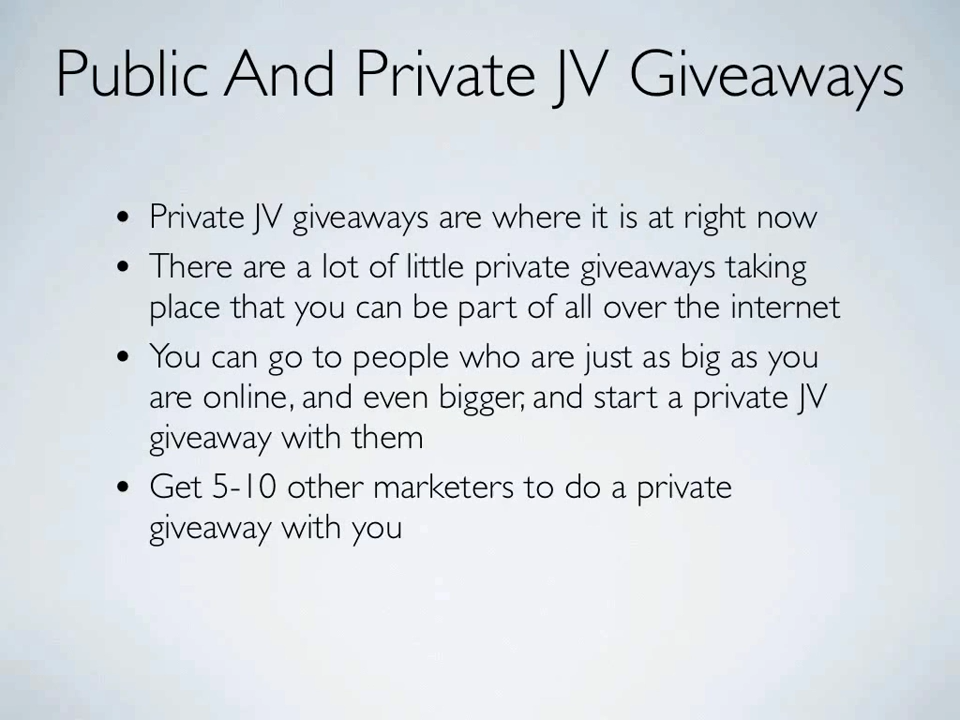 Public And Private JV Giveaways
• Private JV giveaways are where it is at right now
• There are a lot of little private giveaways taking
place that you can be part of all over the internet
• You can go to people who are just as big as you
are online, and even bigger, and start a private JV
giveaway with them
• Get 5-10 other marketers to do a private
giveaway with you